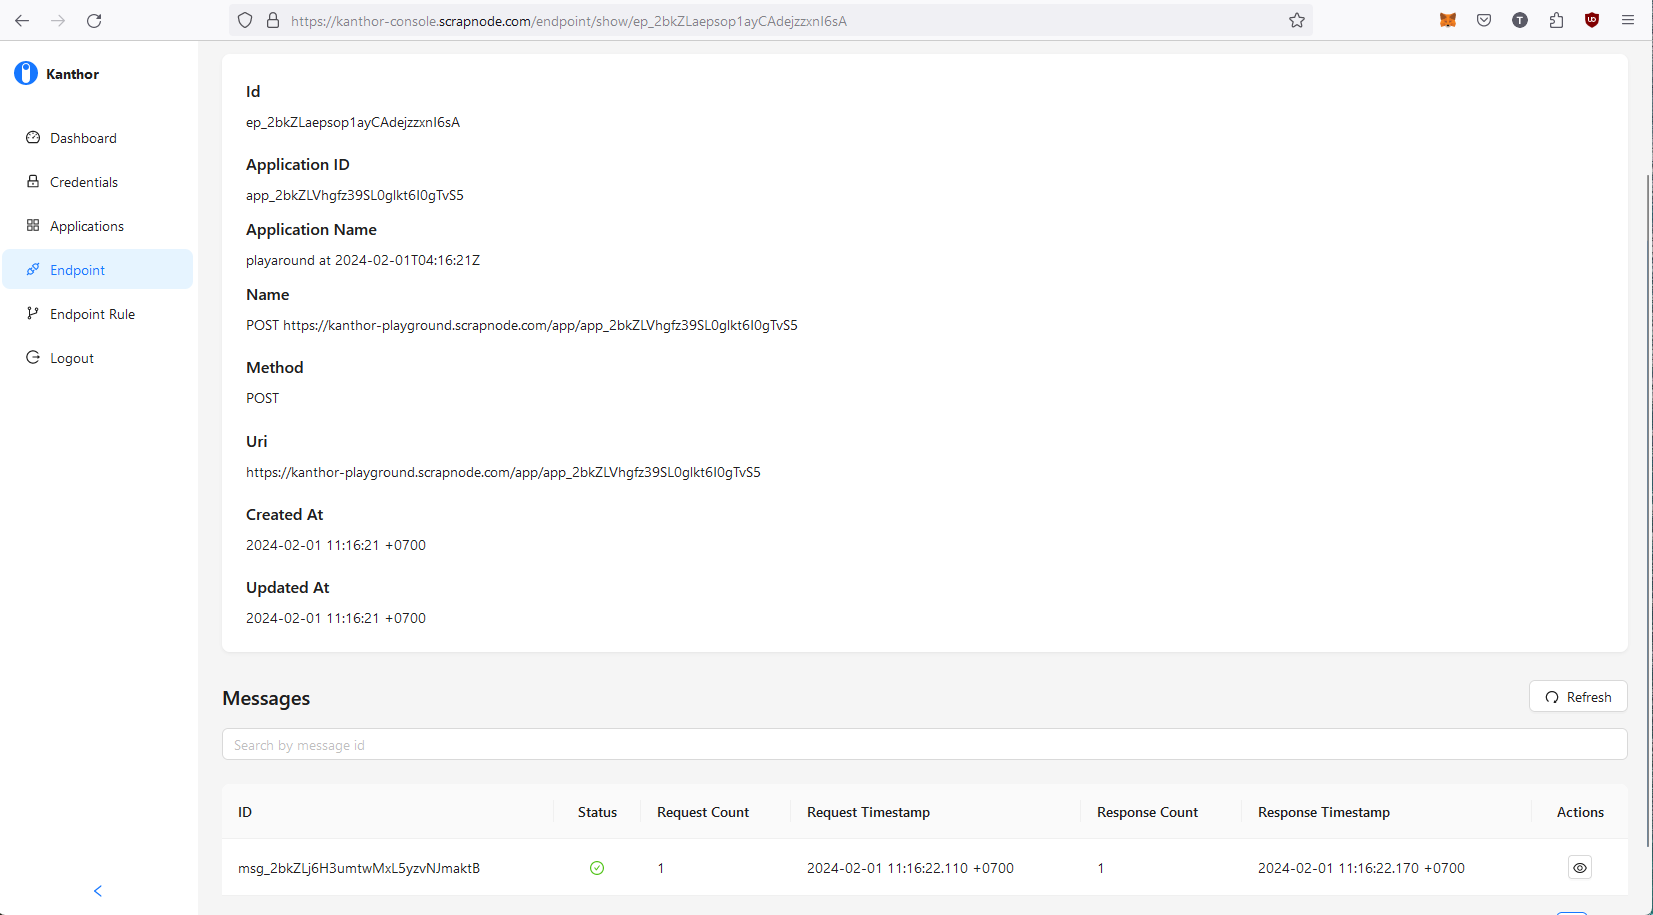 https://kanthor-console.scrapnode.com/endpoint/show/ep_2bkZLaepsop1ayCAdejzzxnI6sA
T
Kanthor
Dashboard
Credentials
Applications
Endpoint
Endpoint Rule
Logout
Id
ep_2bkZLaepsop1ayCAdejzzxnI6sA
Application ID
app_2bkZLVhgfz39SL0glkt6I0gTvS5
Application Name
playaround at 2024-02-01T04:16:21Z
Name
POST https://kanthor-playground.scrapnode.com/app/app_2bkZLVhgfz39SL0glkt6I0gTvS5
Method
POST
Uri
https://kanthor-playground.scrapnode.com/app/app_2bkZLVhgfz39SL0glkt6I0gTvS5
Created At
2024-02-01 11:16:21 +0700
Updated At
2024-02-01 11:16:21 +0700
Messages
Refresh
Search by message id
ID Status Request Count Request Timestamp Response Count Response Timestamp Actions
msg_2bkZLj6H3umtwMxL5yzvNJmaktB 1 2024-02-01 11:16:22.110 +0700 1 2024-02-01 11:16:22.170 +0700